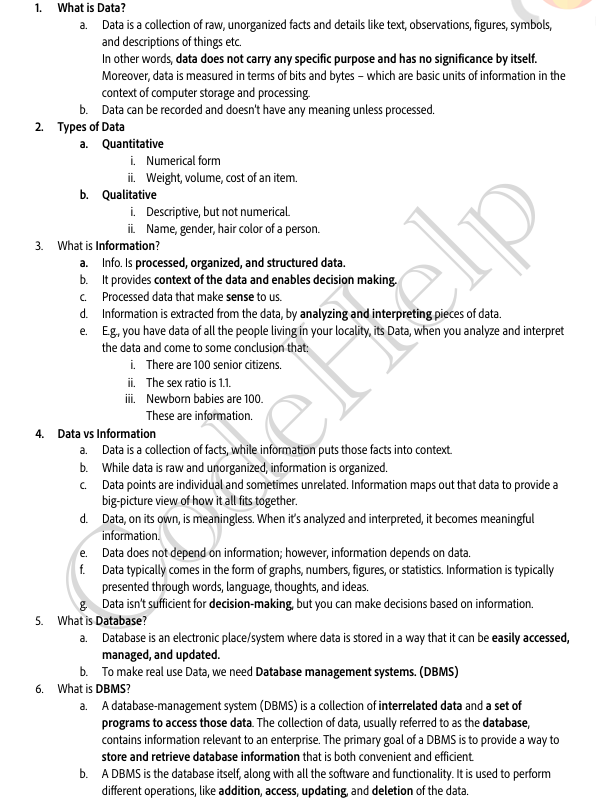 1. What is Data?
a. Data is a collection of raw, unorganized facts and details like text, observations, figures, symbols,
and descriptions of things etc.
In other words, data does not carry any specific purpose and has no significance by itself.
Moreover, data is measured in terms of bits and bytes – which are basic units of information in the
context of computer storage and processing.
b. Data can be recorded and doesn't have any meaning unless processed.
2. Types of Data
a. Quantitative
i. Numerical form
ii. Weight, volume, cost of an item.
b. Qualitative
i. Descriptive, but not numerical.
ii. Name, gender, hair color of a person.
3. What is Information?
a. Info. Is processed, organized, and structured data.
b. It provides context of the data and enables decision making.
c. Processed data that make sense to us.
d. Information is extracted from the data, by analyzing and interpreting pieces of data.
e. E.g., you have data of all the people living in your locality, its Data, when you analyze and interpret
the data and come to some conclusion that:
i. There are 100 senior citizens.
ii. The sex ratio is 1.1.
iii. Newborn babies are 100.
These are information.
4. Data vs Information
a. Data is a collection of facts, while information puts those facts into context.
b. While data is raw and unorganized, information is organized.
c. Data points are individual and sometimes unrelated. Information maps out that data to provide a
big-picture view of how it all fits together.
d. Data, on its own, is meaningless. When it's analyzed and interpreted, it becomes meaningful
information.
e. Data does not depend on information; however, information depends on data.
f. Data typically comes in the form of graphs, numbers, figures, or statistics. Information is typically
presented through words, language, thoughts, and ideas.
g. Data isn't sufficient for decision-making, but you can make decisions based on information.
5. What is Database?
a. Database is an electronic place/system where data is stored in a way that it can be easily accessed,
managed, and updated.
b. To make real use Data, we need Database management systems. (DBMS)
6. What is DBMS?
a. A database-management system (DBMS) is a collection of interrelated data and a set of
programs to access those data. The collection of data, usually referred to as the database,
contains information relevant to an enterprise. The primary goal of a DBMS is to provide a way to
store and retrieve database information that is both convenient and efficient.
b. A DBMS is the database itself, along with all the software and functionality. It is used to perform
different operations, like addition, access, updating, and deletion of the data.
CodeHelp